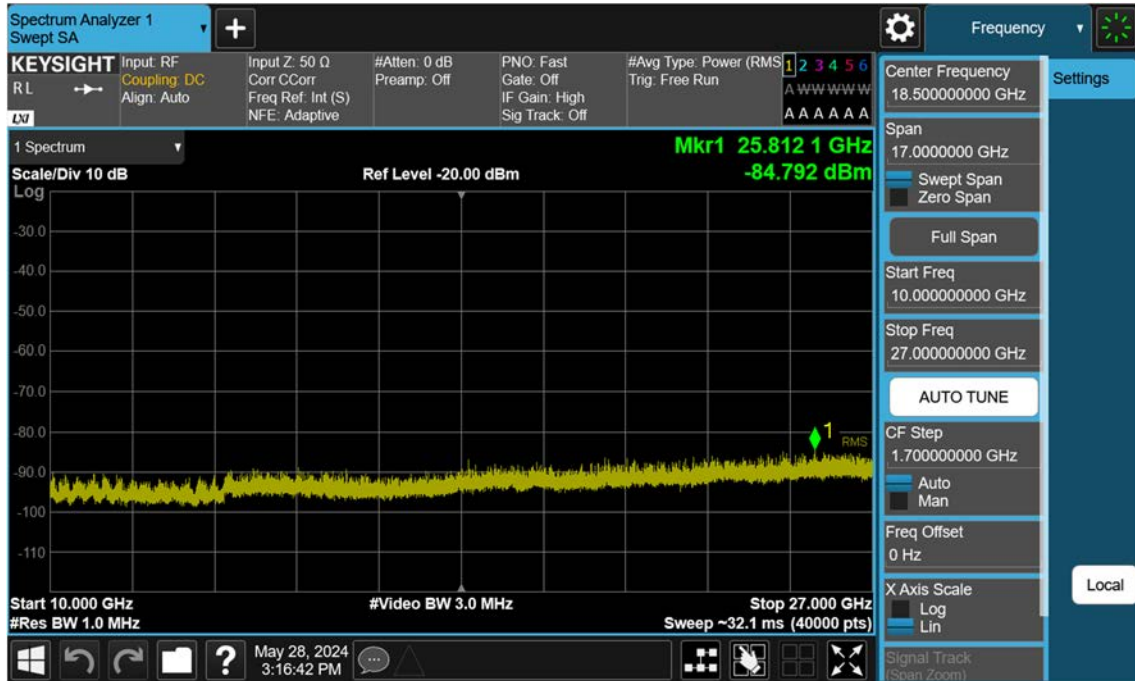 Spectrum Analyzer 1
Swept SA
Frequency
KEYSIGHT
R L
LXI
Input: RF
Coupling: DC
Align: Auto
Input Z: 50 Ω
Corr CCorr
Freq Ref: Int (S)
NFE: Adaptive
#Atten: 0 dB
Preamp: Off
PNO: Fast
Gate: Off
IF Gain: High
Sig Track: Off
#Avg Type: Power (RMS
Trig: Free Run
1 2 3 4 5 6
A W W W W W
A A A A A A
1 Spectrum
Scale/Div 10 dB
Ref Level -20.00 dBm
Mkr1 25.812 1 GHz
-84.792 dBm
Log
-30.0
-40.0
-50.0
-60.0
-70.0
-80.0
-90.0
-100
-110
1
RMS
Start 10.000 GHz
#Video BW 3.0 MHz
Stop 27.000 GHz
#Res BW 1.0 MHz
Sweep ~32.1 ms (40000 pts)
Center Frequency
18.500000000 GHz
Settings
Span
17.0000000 GHz
Swept Span
Zero Span
Full Span
Start Freq
10.000000000 GHz
Stop Freq
27.000000000 GHz
AUTO TUNE
CF Step
1.700000000 GHz
Auto
Man
Freq Offset
0 Hz
X Axis Scale
Log
Lin
Local
Signal Track
(Span Zoom)
?
May 28, 2024
3:16:42 PM